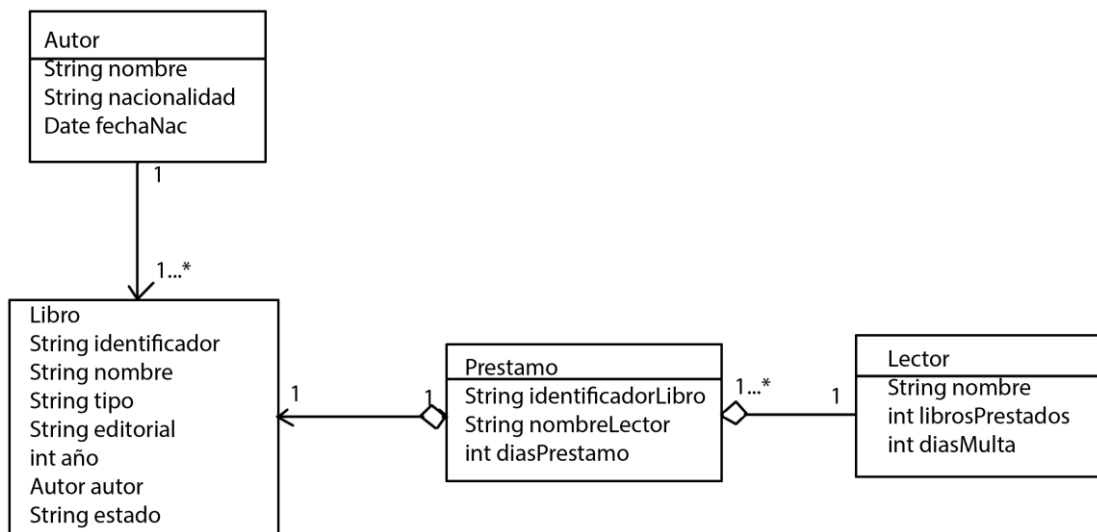 Autor
String nombre
String nacionalidad
Date fechaNac
1
1...*
Libro
String identificador
String nombre
String tipo
String editorial
int año
Autor autor
String estado
1
1
Prestamo
String identificadorLibro
String nombreLector
int diasPrestamo
1...*
1
Lector
String nombre
int librosPrestados
int diasMulta